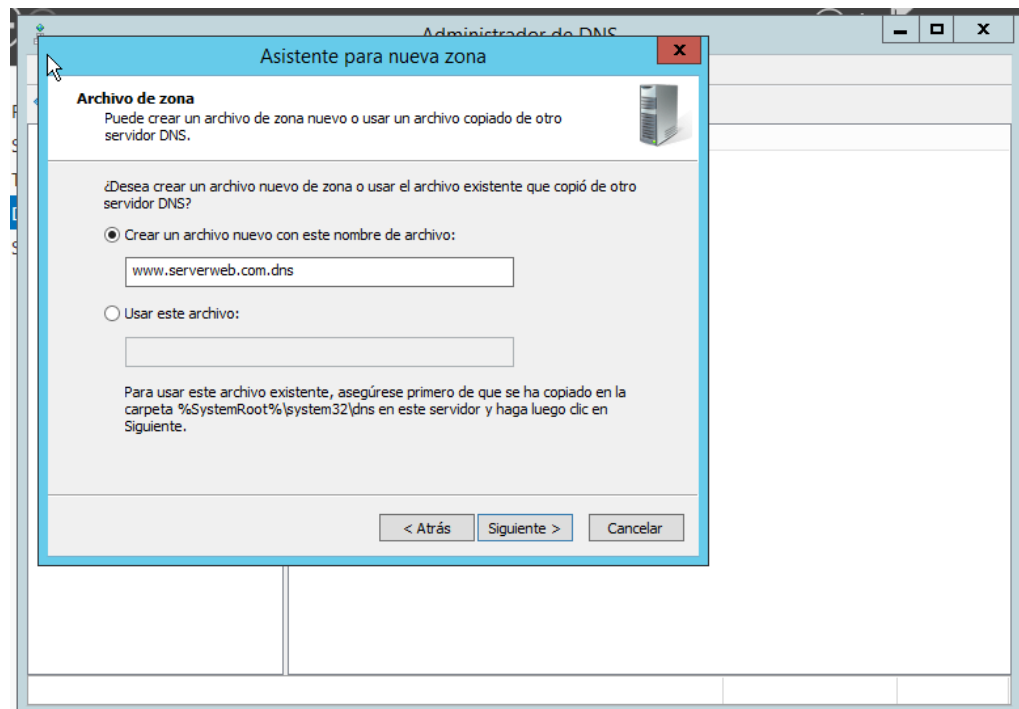 Administrador de DNS
Asistente para nueva zona
Archivo de zona
Puede crear un archivo de zona nuevo o usar un archivo copiado de otro
servidor DNS.
¿Desea crear un archivo nuevo de zona o usar el archivo existente que copió de otro
servidor DNS?
Crear un archivo nuevo con este nombre de archivo:
www.serverweb.com.dns
Usar este archivo:
Para usar este archivo existente, asegúrese primero de que se ha copiado en la
carpeta %SystemRoot%\system32\dns en este servidor y haga luego clic en
Siguiente.
< Atrás
Siguiente >
Cancelar